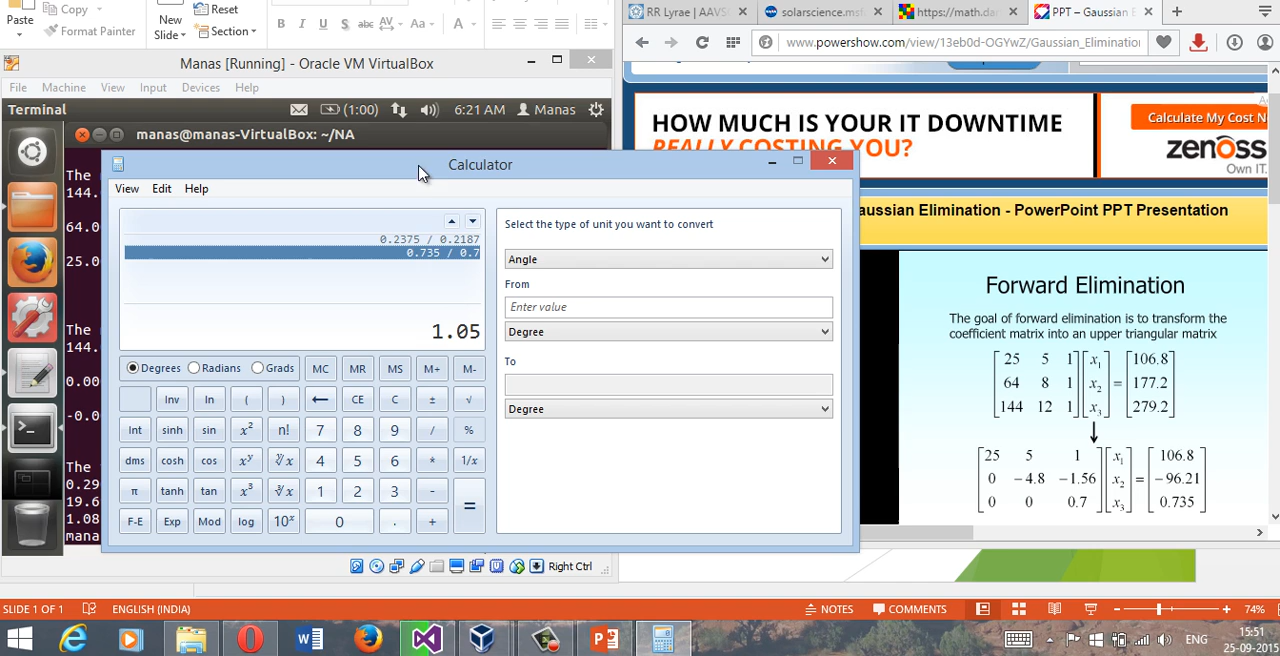 Copy
Paste
Format Painter
New
Slide
Reset
Section
B I U S abc AV Aa A
RR Lyrae | AAVS
solarscience.msf
https://math.da
PPT – Gaussian E
www.powershow.com/view/13eb0d-OGYwZ/Gaussian_Elimination
Manas [Running] - Oracle VM VirtualBox
File Machine View Input Devices Help
Terminal
(1:00)
6:21 AM
Manas
manas@manas-VirtualBox: ~/NA
The
144.
64.0
25.0
The
144.
0.00
-0.0
The
0.29
19.6
1.08
mana
HOW MUCH IS YOUR IT DOWNTIME
REALLY COSTING YOU?
Calculate My Cost N
zenoss
Own IT.
Calculator
View Edit Help
0.2375 / 0.2187
0.735 / 0.7
1.05
Degrees Radians Grads MC MR MS M+ M-
Inv ln ( ) ← CE C ± √
Int sinh sin x² n! 7 8 9 / %
dms cosh cos xʸ ʸ√x 4 5 6 * 1/x
π tanh tan x³ ³√x 1 2 3 - =
F-E Exp Mod log 10ˣ 0 . +
Select the type of unit you want to convert
Angle
From
Enter value
Degree
To
Degree
aussian Elimination - PowerPoint PPT Presentation
Forward Elimination
The goal of forward elimination is to transform the
coefficient matrix into an upper triangular matrix
25 5 1 x₁ 106.8
64 8 1 x₂ = 177.2
144 12 1 x₃ 279.2
25 5 1 x₁ 106.8
0 −4.8 −1.56 x₂ = −96.21
0 0 0.7 x₃ 0.735
Right Ctrl
SLIDE 1 OF 1
ENGLISH (INDIA)
NOTES
COMMENTS
74%
ENG
15:51
25-09-2015